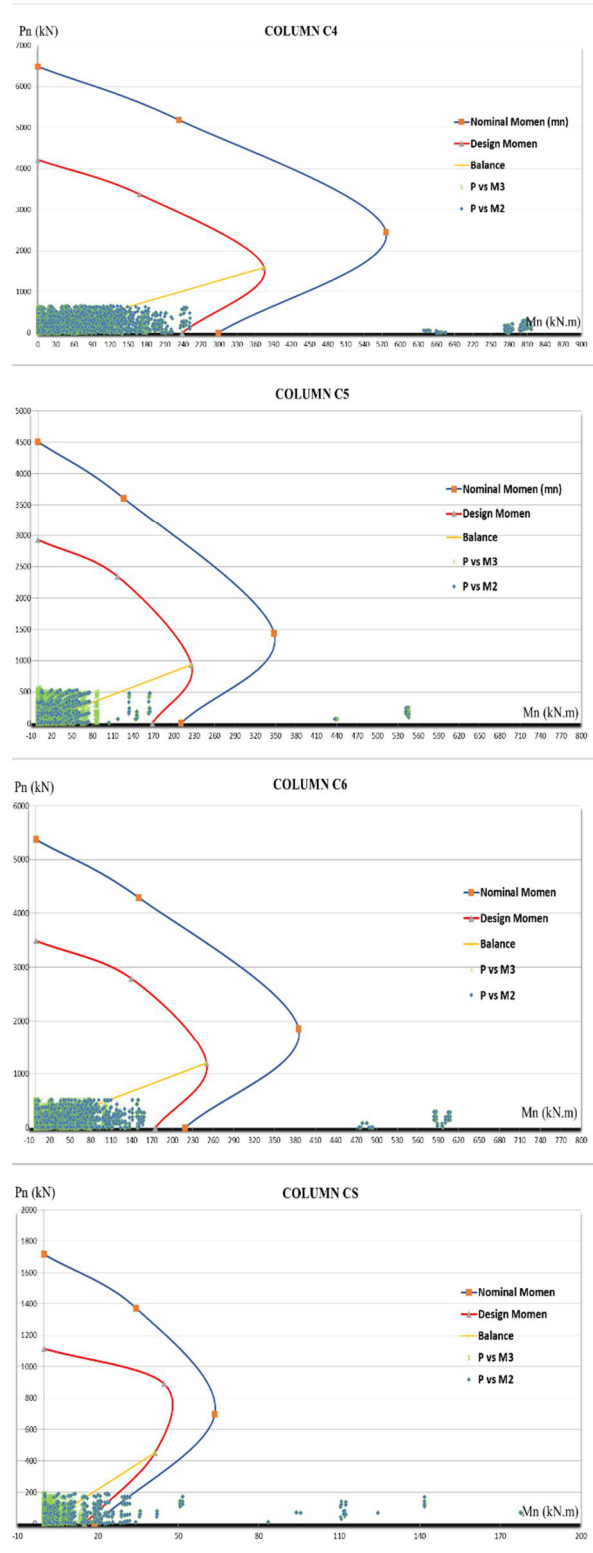 Pn (kN)
COLUMN C4
7000
6000
5000
4000
3000
2000
1000
0
Nominal Momen (mn)
Design Momen
Balance
P vs M3
P vs M2
Mn (kN.m)
0 30 60 90 120 150 180 210 240 270 300 330 360 390 420 450 480 510 540 570 600 630 660 690 720 750 780 810 840 870 900
COLUMN C5
5000
4500
4000
3500
3000
2500
2000
1500
1000
500
0
Nominal Momen (mn)
Design Momen
Balance
P vs M3
P vs M2
Mn (kN.m)
-10 20 50 80 110 140 170 200 230 260 290 320 350 380 410 440 470 500 530 560 590 620 650 680 710 740 770 800
Pn (kN)
COLUMN C6
6000
5000
4000
3000
2000
1000
0
Nominal Momen
Design Momen
Balance
P vs M3
P vs M2
Mn (kN.m)
-10 20 50 80 110 140 170 200 230 260 290 320 350 380 410 440 470 500 530 560 590 620 650 680 710 740 770 800
Pn (kN)
COLUMN CS
2000
1800
1600
1400
1200
1000
800
600
400
200
0
Nominal Momen
Design Momen
Balance
P vs M3
P vs M2
Mn (kN.m)
-10 20 50 80 110 140 170 200